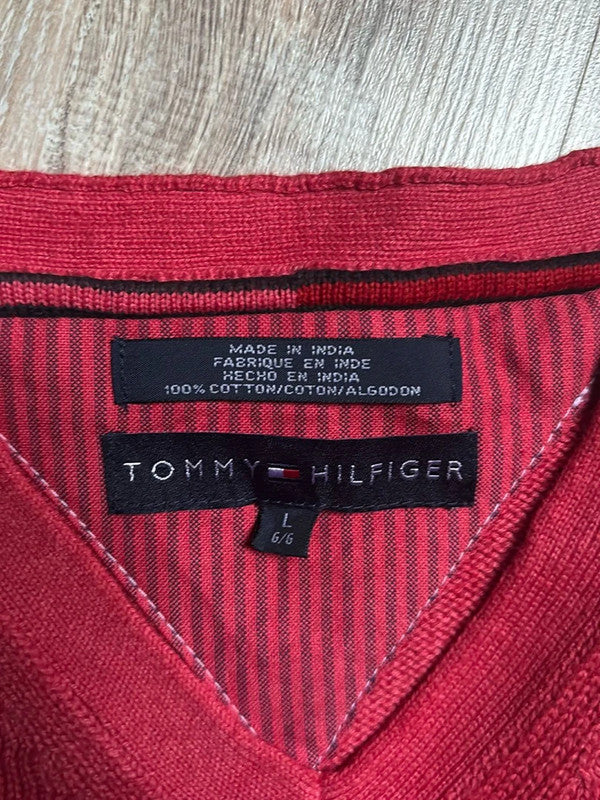 MADE IN INDIA
FABRIQUE EN INDE
HECHO EN INDIA
100% COTTON/COTON/ALGODON
TOMMY HILFIGER
L
G/G